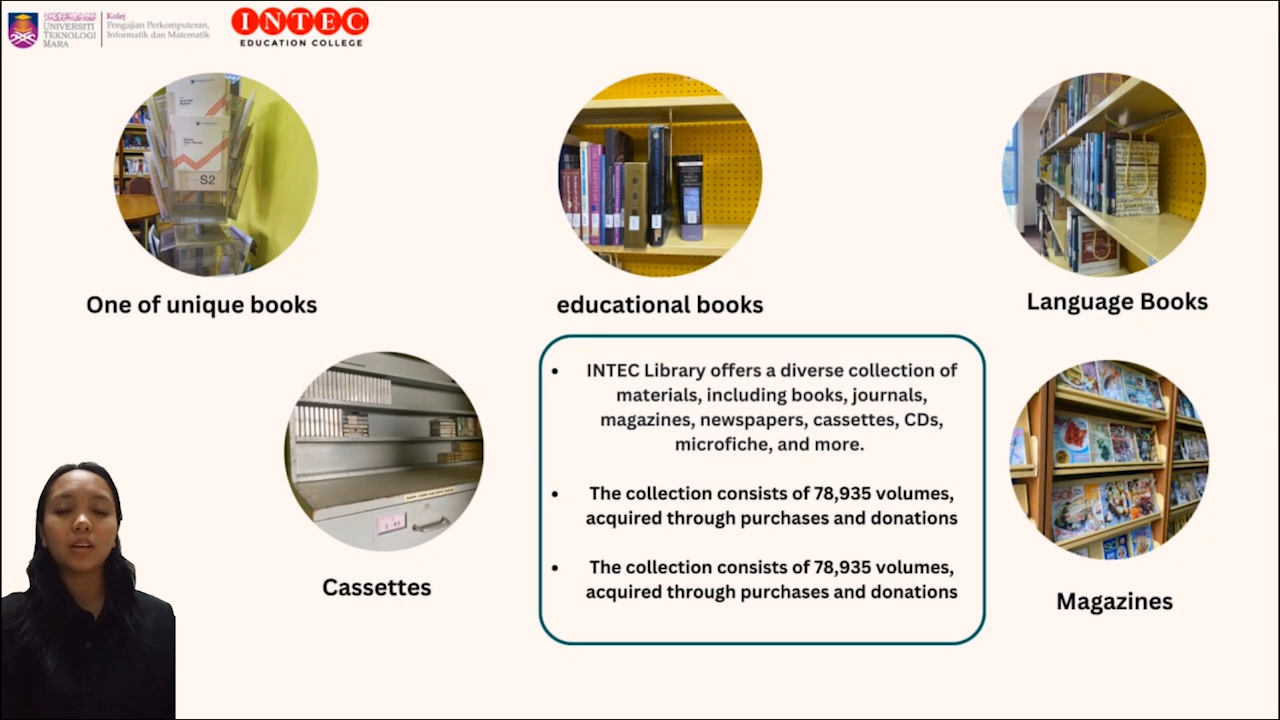 UNIVERSITI
TEKNOLOGI
MARA
Kolej
Pengajian Perkomputeran,
Informatik dan Matematik
INTEC
EDUCATION COLLEGE
S2
One of unique books
educational books
Language Books
Cassettes
• INTEC Library offers a diverse collection of
materials, including books, journals,
magazines, newspapers, cassettes, CDs,
microfiche, and more.
• The collection consists of 78,935 volumes,
acquired through purchases and donations
• The collection consists of 78,935 volumes,
acquired through purchases and donations
Magazines